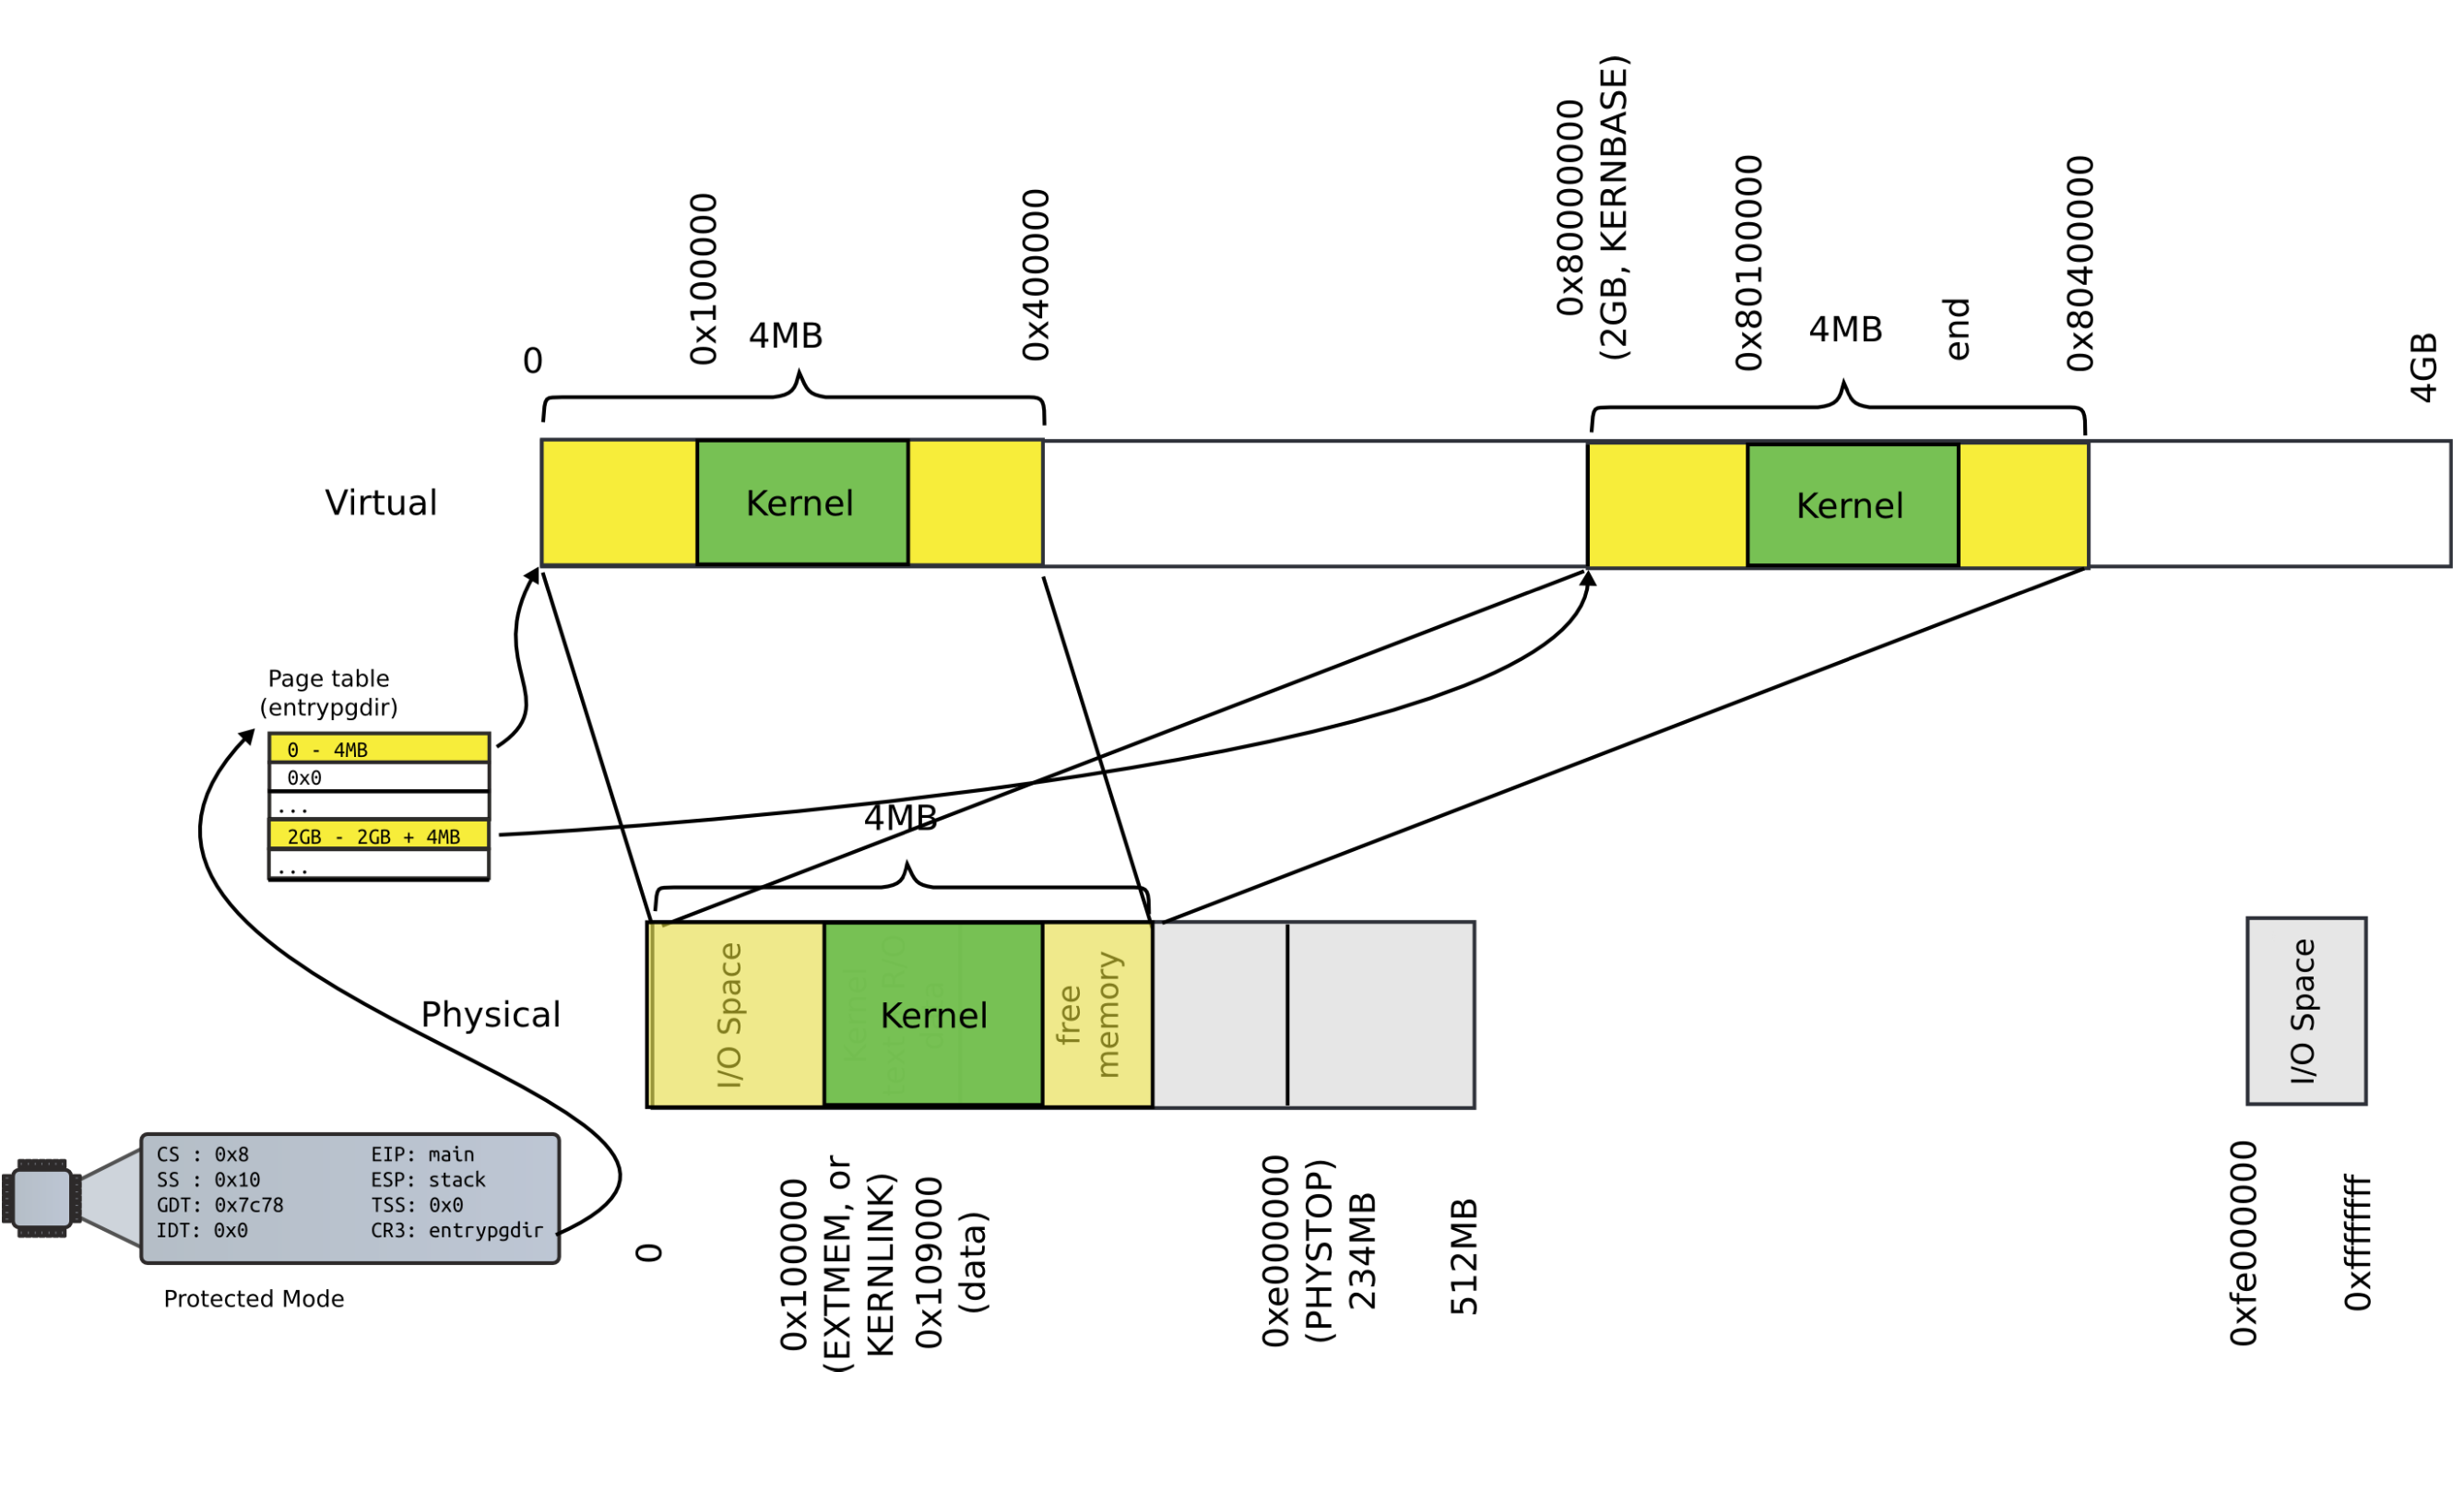 0
0x100000
4MB
0x400000
0x80000000
(2GB, KERNBASE)
0x80100000
4MB
end
0x80400000
4GB
Virtual
Kernel
Kernel
Page table
(entrypgdir)
0 - 4MB
0x0
...
2GB - 2GB + 4MB
...
4MB
Physical
I/O Space
Kernel
free
memory
I/O Space
CS : 0x8
SS : 0x10
GDT: 0x7c78
IDT: 0x0
EIP: main
ESP: stack
TSS: 0x0
CR3: entrypgdir
Protected Mode
0
0x100000
(EXTMEM, or
KERNLINK)
0x109000
(data)
0xe000000
(PHYSTOP)
234MB
512MB
0xfe000000
0xffffffff